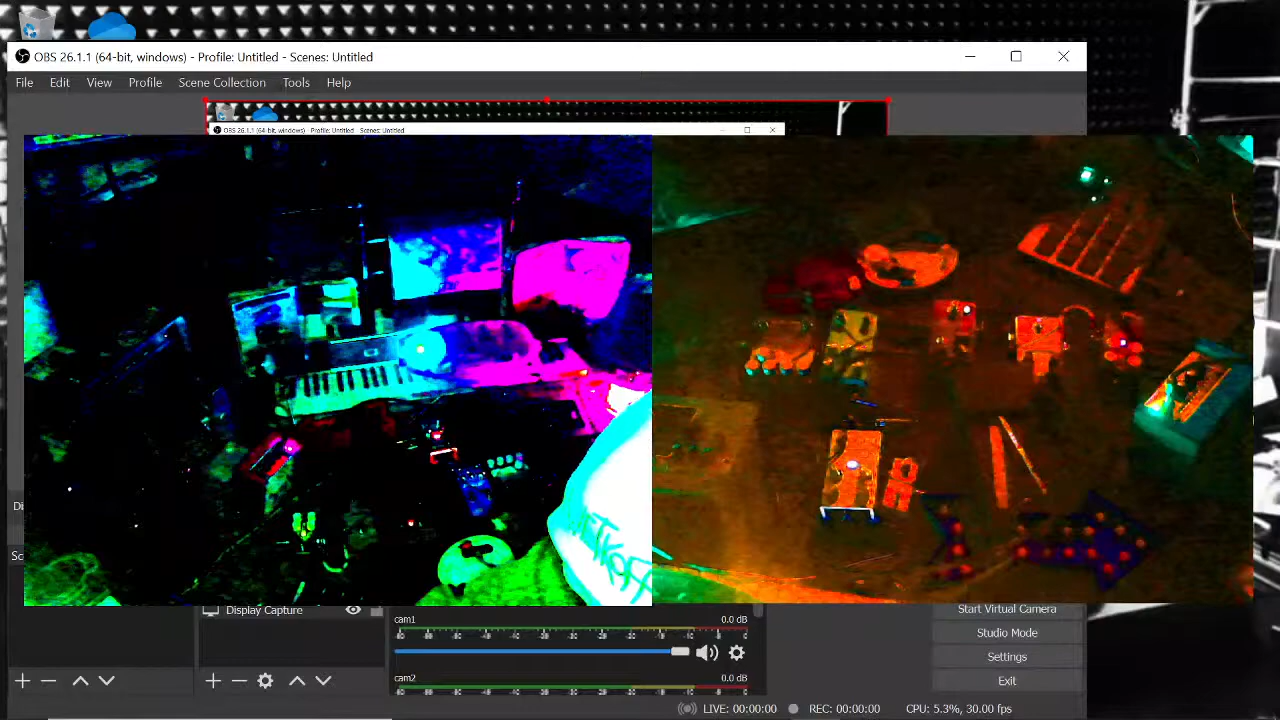 OBS 26.1.1 (64-bit, windows) - Profile: Untitled - Scenes: Untitled
File Edit View Profile Scene Collection Tools Help
OBS 26.1.1 (64-bit, windows) - Profile: Untitled - Scenes: Untitled
Di
Sc
Display Capture
cam1 0.0 dB
cam2 0.0 dB
Start Virtual Camera
Studio Mode
Settings
Exit
LIVE: 00:00:00 REC: 00:00:00 CPU: 5.3%, 30.00 fps